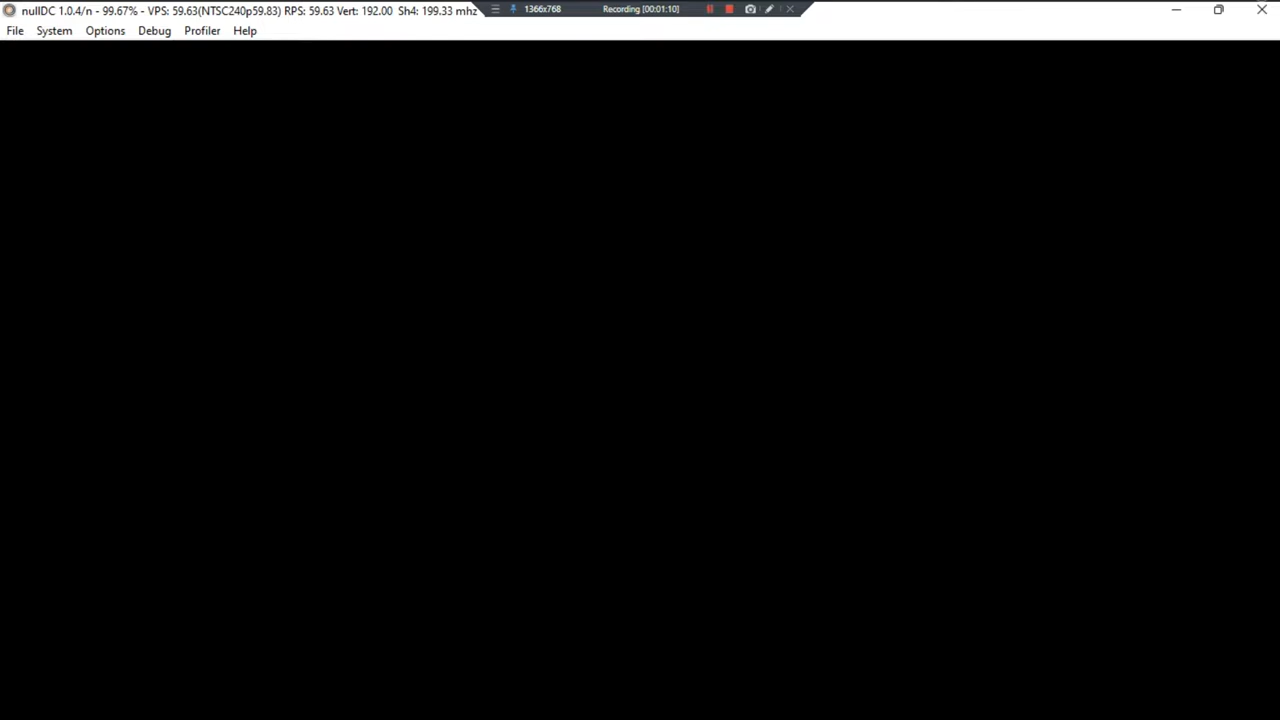 nullDC 1.0.4/n - 99.67% - VPS: 59.63(NTSC240p59.83) RPS: 59.63 Vert: 192.00 Sh4: 199.33 mhz
1366x768 Recording [00:01:10]
File System Options Debug Profiler Help